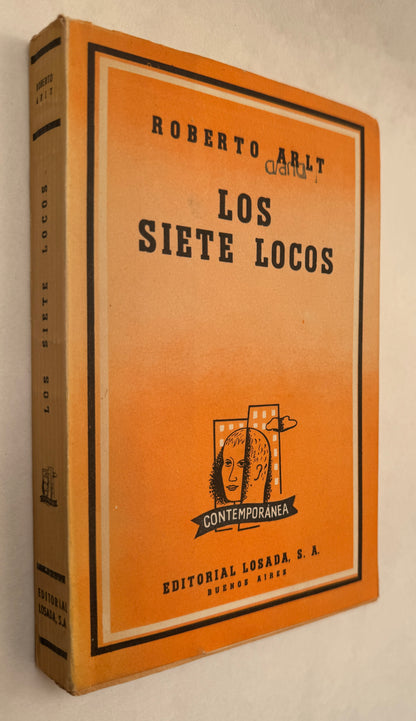 ROBERTO ARLT
LOS
SIETE LOCOS
CONTEMPORÁNEA
EDITORIAL LOSADA, S. A.
BUENOS AIRES
ROBERTO
ARLT
LOS SIETE LOCOS
EDITORIAL
LOSADA, S.A